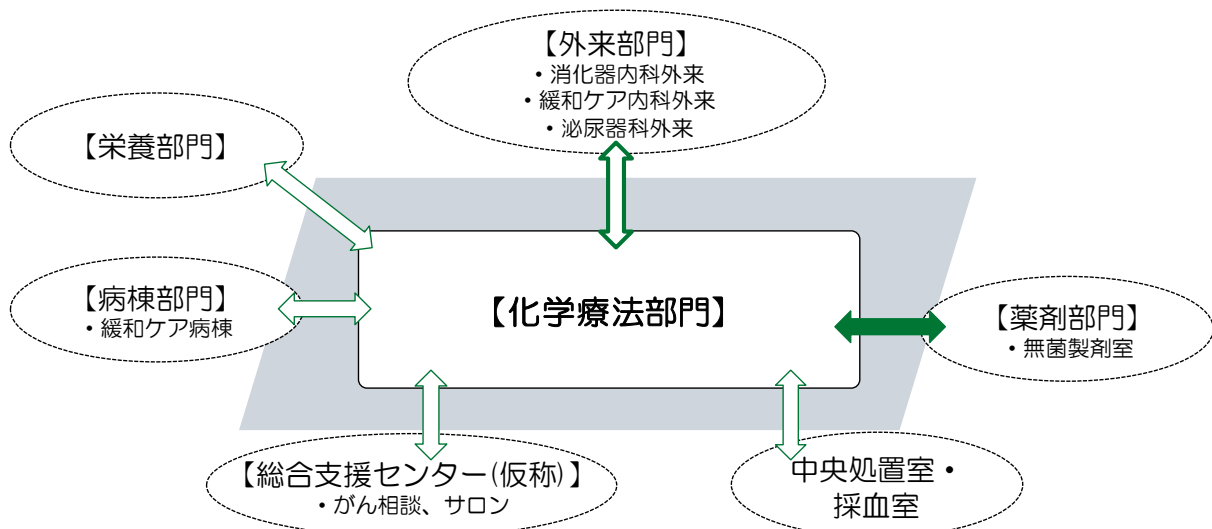 【外来部門】
・消化器内科外来
・緩和ケア内科外来
・泌尿器科外来
【栄養部門】
【病棟部門】
・緩和ケア病棟
【化学療法部門】
【薬剤部門】
・無菌製剤室
【総合支援センター(仮称)】
・がん相談、サロン
中央処置室・
採血室